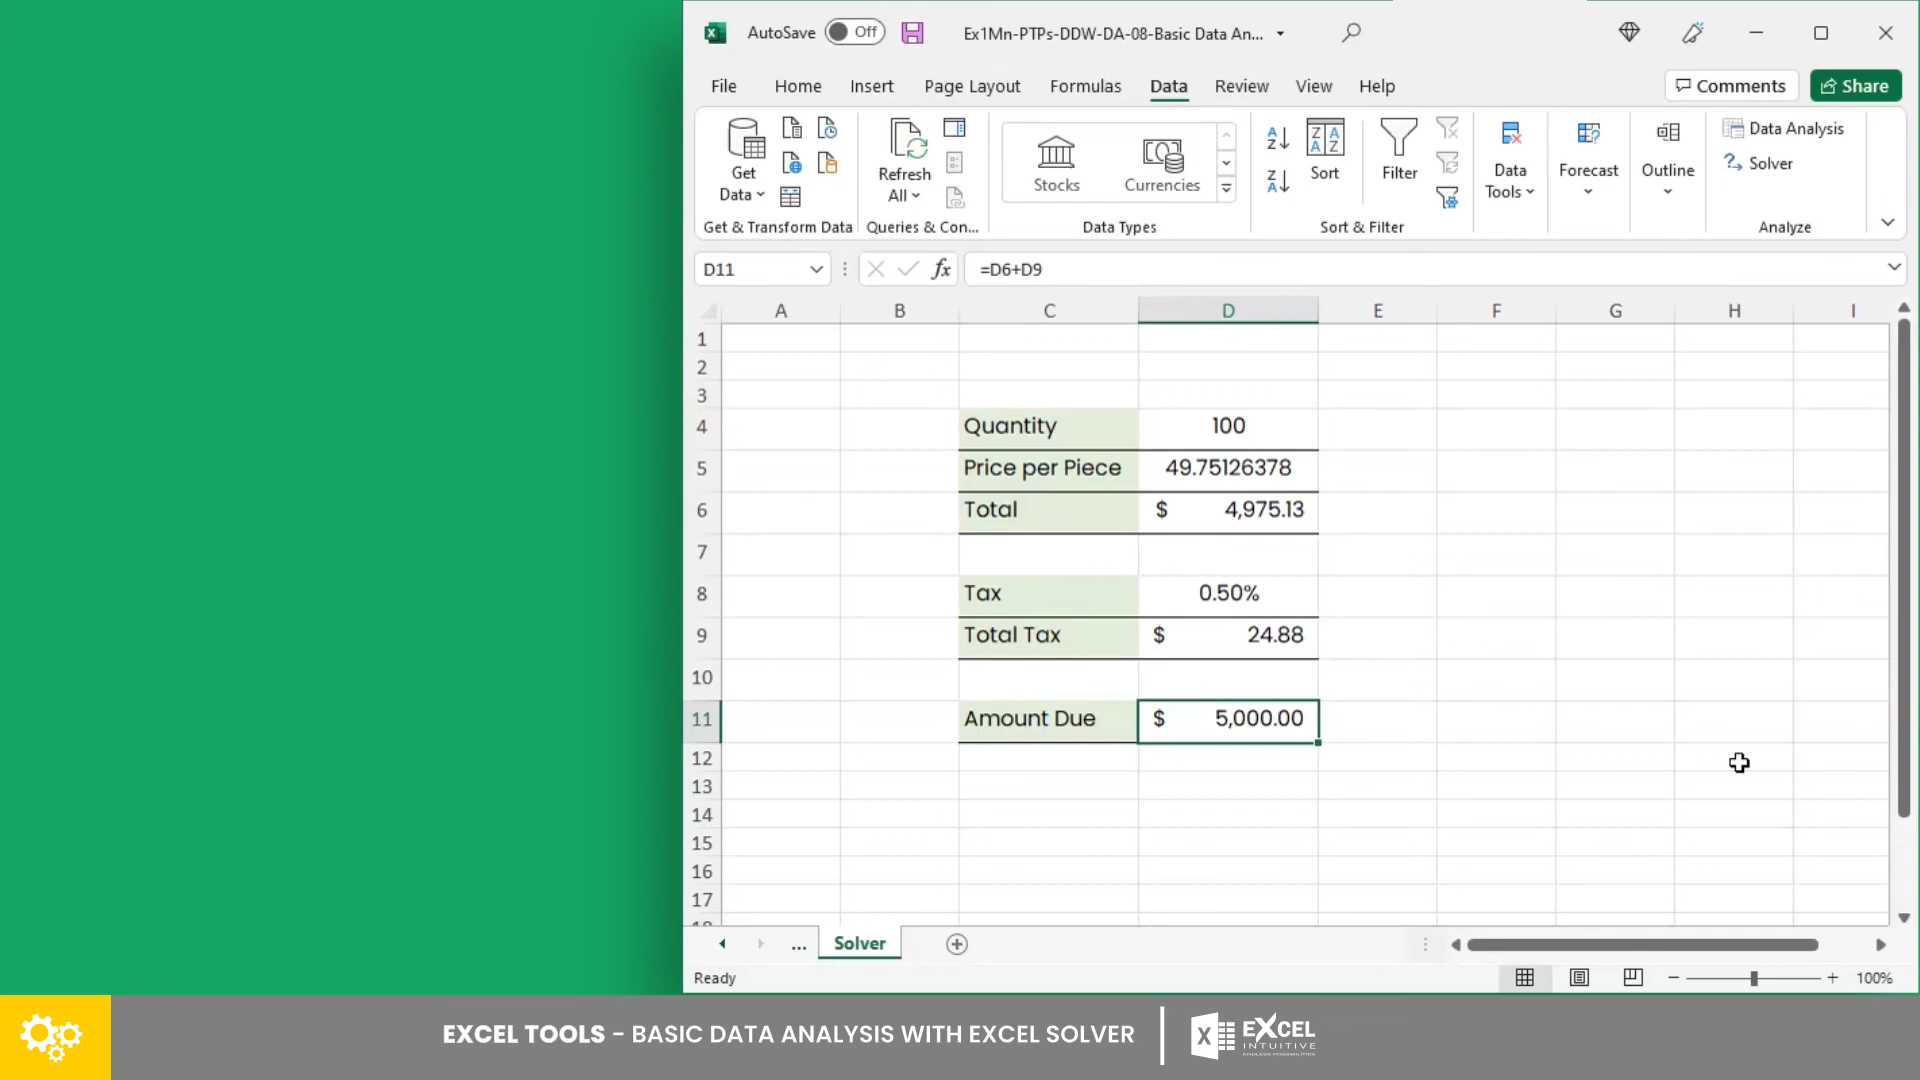 AutoSave Off Ex1Mn-PTPs-DDW-DA-08-Basic Data An...
File Home Insert Page Layout Formulas Data Review View Help Comments Share
Get Data
Refresh All
Stocks
Currencies
Sort
Filter
Data Tools
Forecast
Outline
Data Analysis
Solver
Get & Transform Data Queries & Con... Data Types Sort & Filter Analyze
D11 fx =D6+D9
A B C D E F G H I
1
2
3
4 Quantity 100
5 Price per Piece 49.75126378
6 Total $ 4,975.13
7
8 Tax 0.50%
9 Total Tax $ 24.88
10
11 Amount Due $ 5,000.00
12
13
14
15
16
17
... Solver
Ready 100%
EXCEL TOOLS - BASIC DATA ANALYSIS WITH EXCEL SOLVER
EXCEL
INTUITIVE
ENDLESS POSSIBILITIES